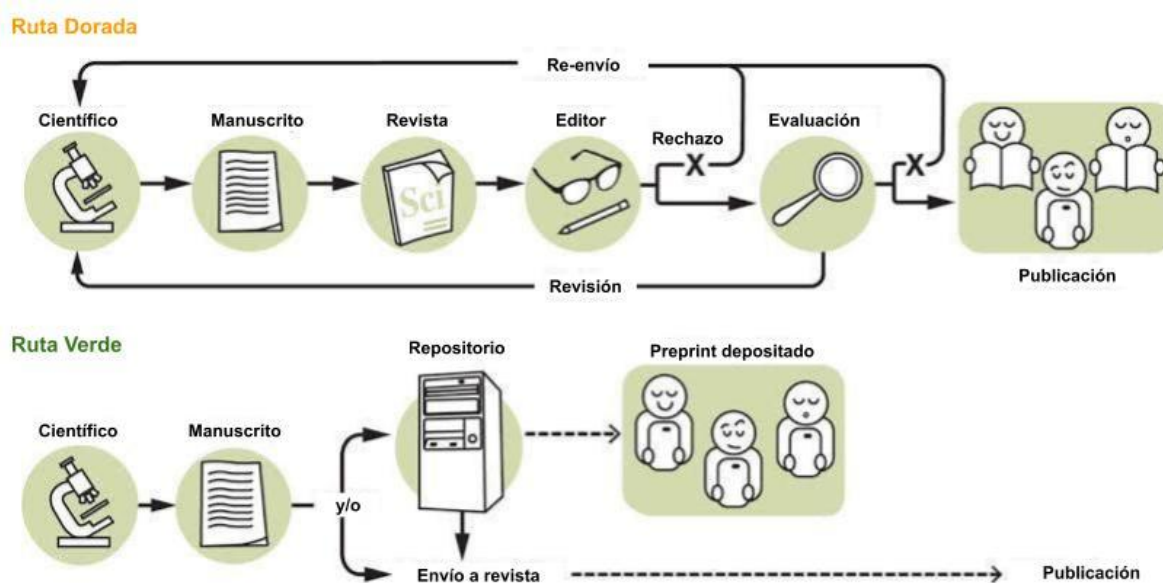 Ruta Dorada
Re-envío
Científico
Manuscrito
Revista
Editor
Rechazo
Evaluación
X
X
Sci
Revisión
Publicación
Ruta Verde
Repositorio
Preprint depositado
Científico
Manuscrito
y/o
Envío a revista
Publicación